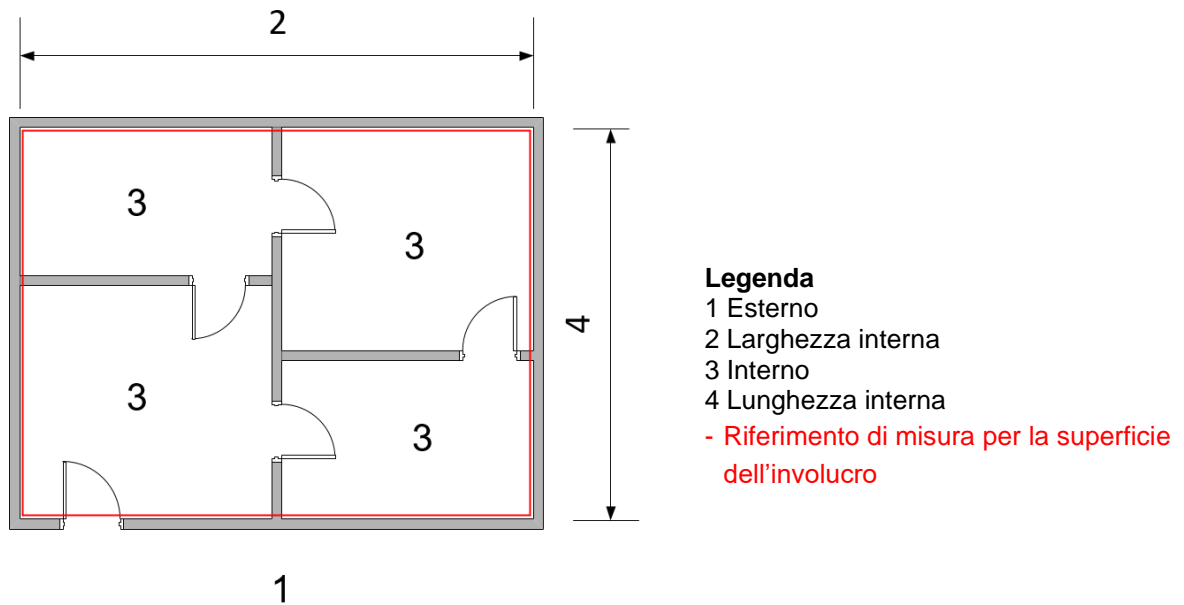 2
3
3
4
3
3
1
Legenda
1 Esterno
2 Larghezza interna
3 Interno
4 Lunghezza interna
- Riferimento di misura per la superficie
dell'involucro